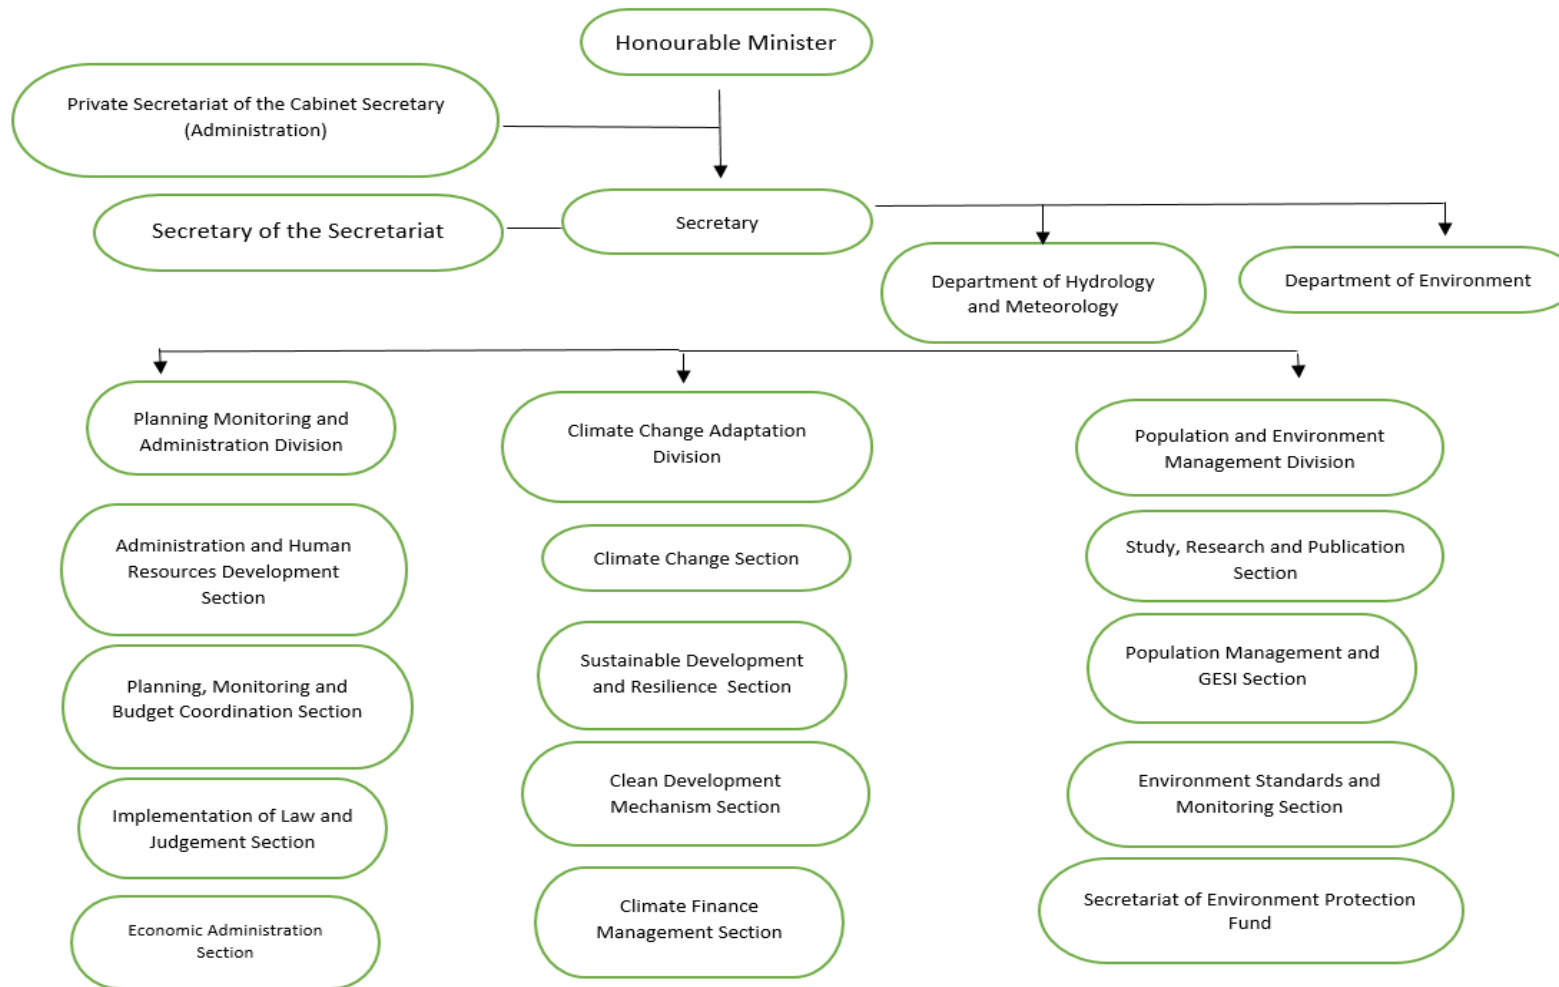 Honourable Minister
Private Secretariat of the Cabinet Secretary
(Administration)
Secretary of the Secretariat
Secretary
Department of Hydrology
and Meteorology
Department of Environment
Planning Monitoring and
Administration Division
Administration and Human
Resources Development
Section
Planning, Monitoring and
Budget Coordination Section
Implementation of Law and
Judgement Section
Economic Administration
Section
Climate Change Adaptation
Division
Climate Change Section
Sustainable Development
and Resilience Section
Clean Development
Mechanism Section
Climate Finance
Management Section
Population and Environment
Management Division
Study, Research and Publication
Section
Population Management and
GESI Section
Environment Standards and
Monitoring Section
Secretariat of Environment Protection
Fund